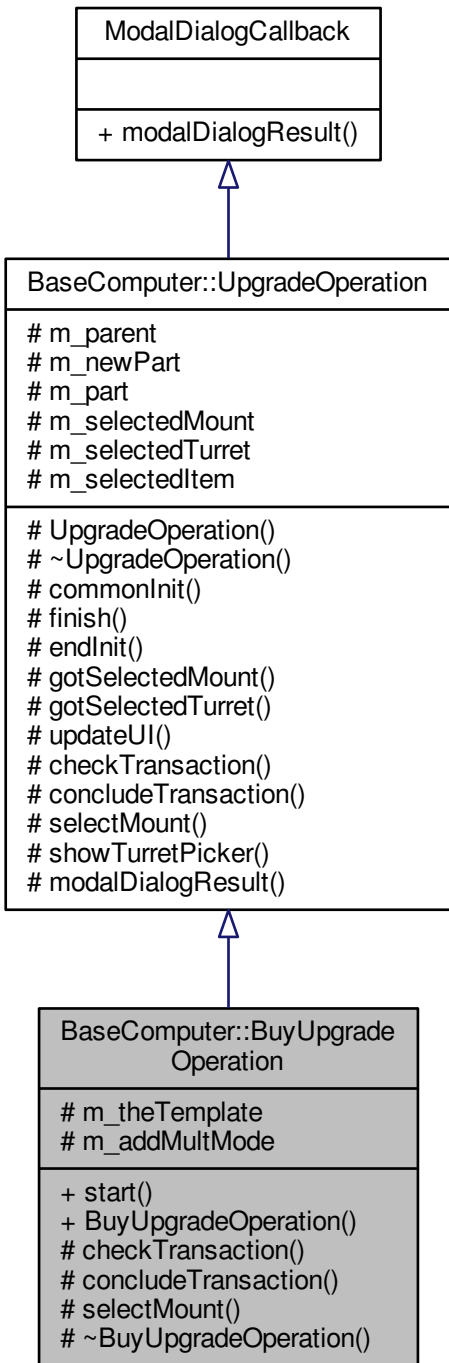 ModalDialogCallback
+ modalDialogResult()
BaseComputer::UpgradeOperation
# m_parent
# m_newPart
# m_part
# m_selectedMount
# m_selectedTurret
# m_selectedItem
# UpgradeOperation()
# ~UpgradeOperation()
# commonInit()
# finish()
# endInit()
# gotSelectedMount()
# gotSelectedTurret()
# updateUI()
# checkTransaction()
# concludeTransaction()
# selectMount()
# showTurretPicker()
# modalDialogResult()
BaseComputer::BuyUpgrade
Operation
# m_theTemplate
# m_addMultMode
+ start()
+ BuyUpgradeOperation()
# checkTransaction()
# concludeTransaction()
# selectMount()
# ~BuyUpgradeOperation()